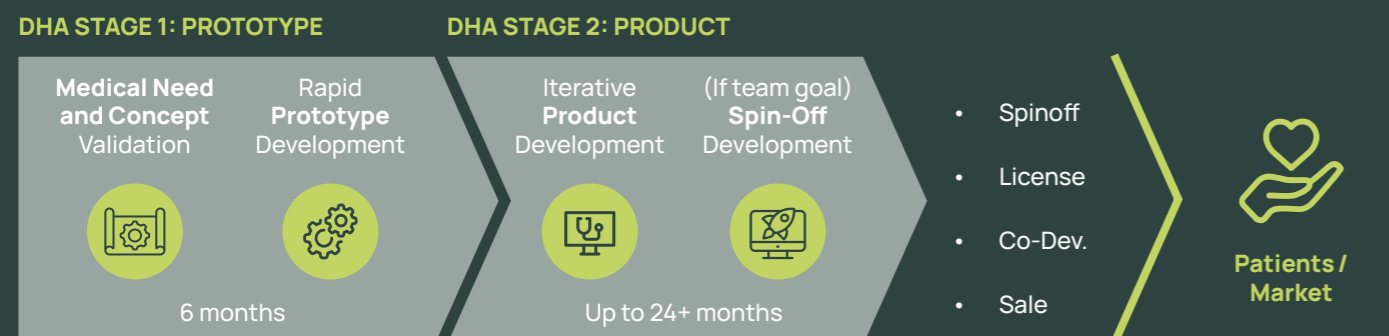 DHA STAGE 1: PROTOTYPE
Medical Need
and Concept
Validation
Rapid
Prototype
Development
6 months
DHA STAGE 2: PRODUCT
Iterative
Product
Development
(If team goal)
Spin-Off
Development
Up to 24+ months
• Spinoff
• License
• Co-Dev.
• Sale
Patients /
Market